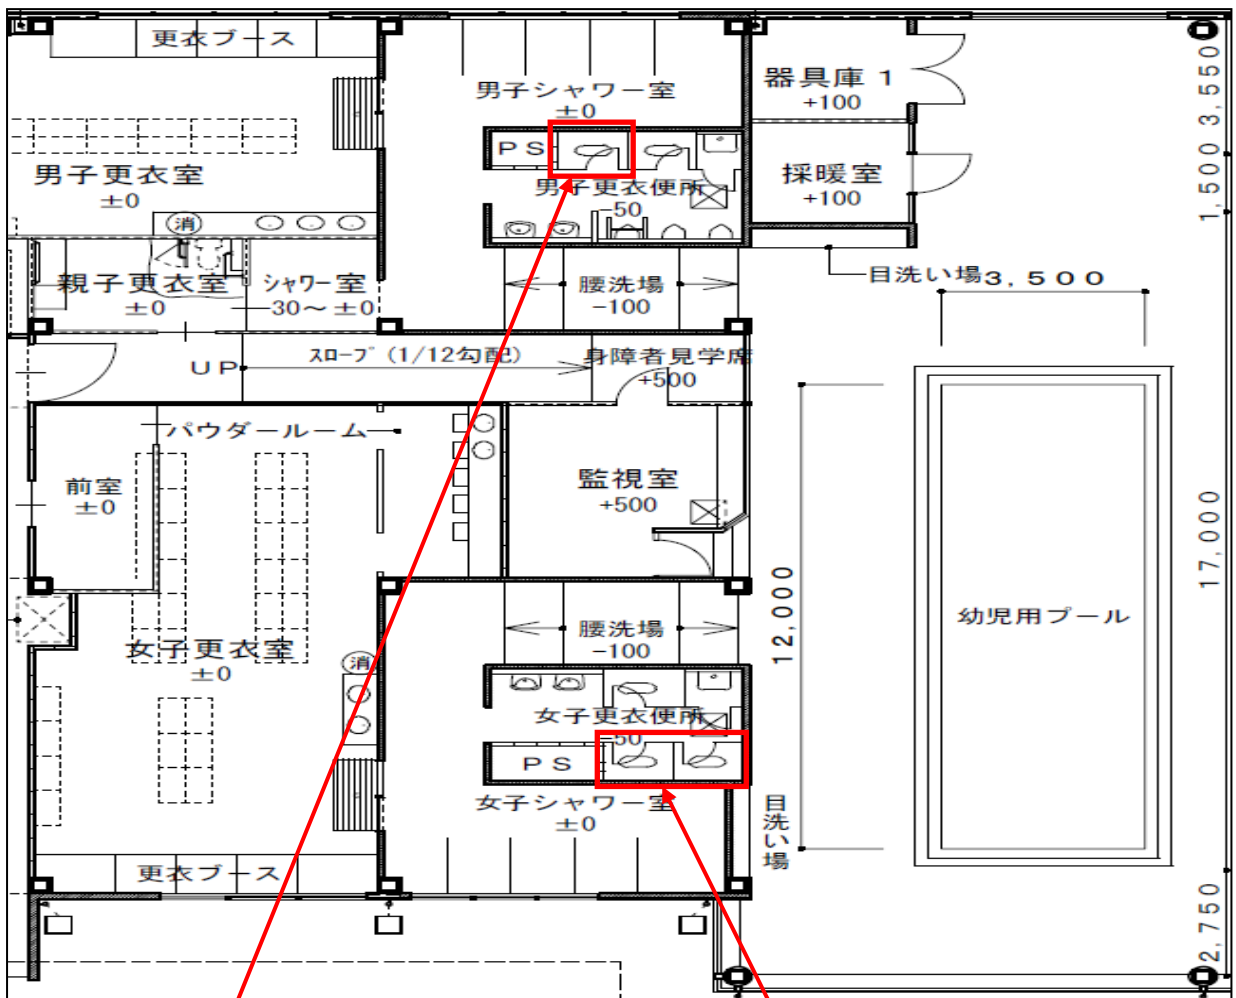 更衣ブース
男子シャワー室
±0
器具庫 1
+100
3,550
PS
男子更衣室
±0
男子更衣便所
-50
採暖室
+100
1,500
消
親子更衣室
±0
シャワー室
-30～±0
腰洗場
-100
目洗い場
3,500
UP
スロープ (1/12勾配)
身障者見学席
+500
パウダールーム
前室
±0
監視室
+500
12,000
17,000
幼児用プール
女子更衣室
±0
消
腰洗場
-100
女子更衣便所
-50
PS
女子シャワー室
±0
目洗い場
更衣ブース
2,750